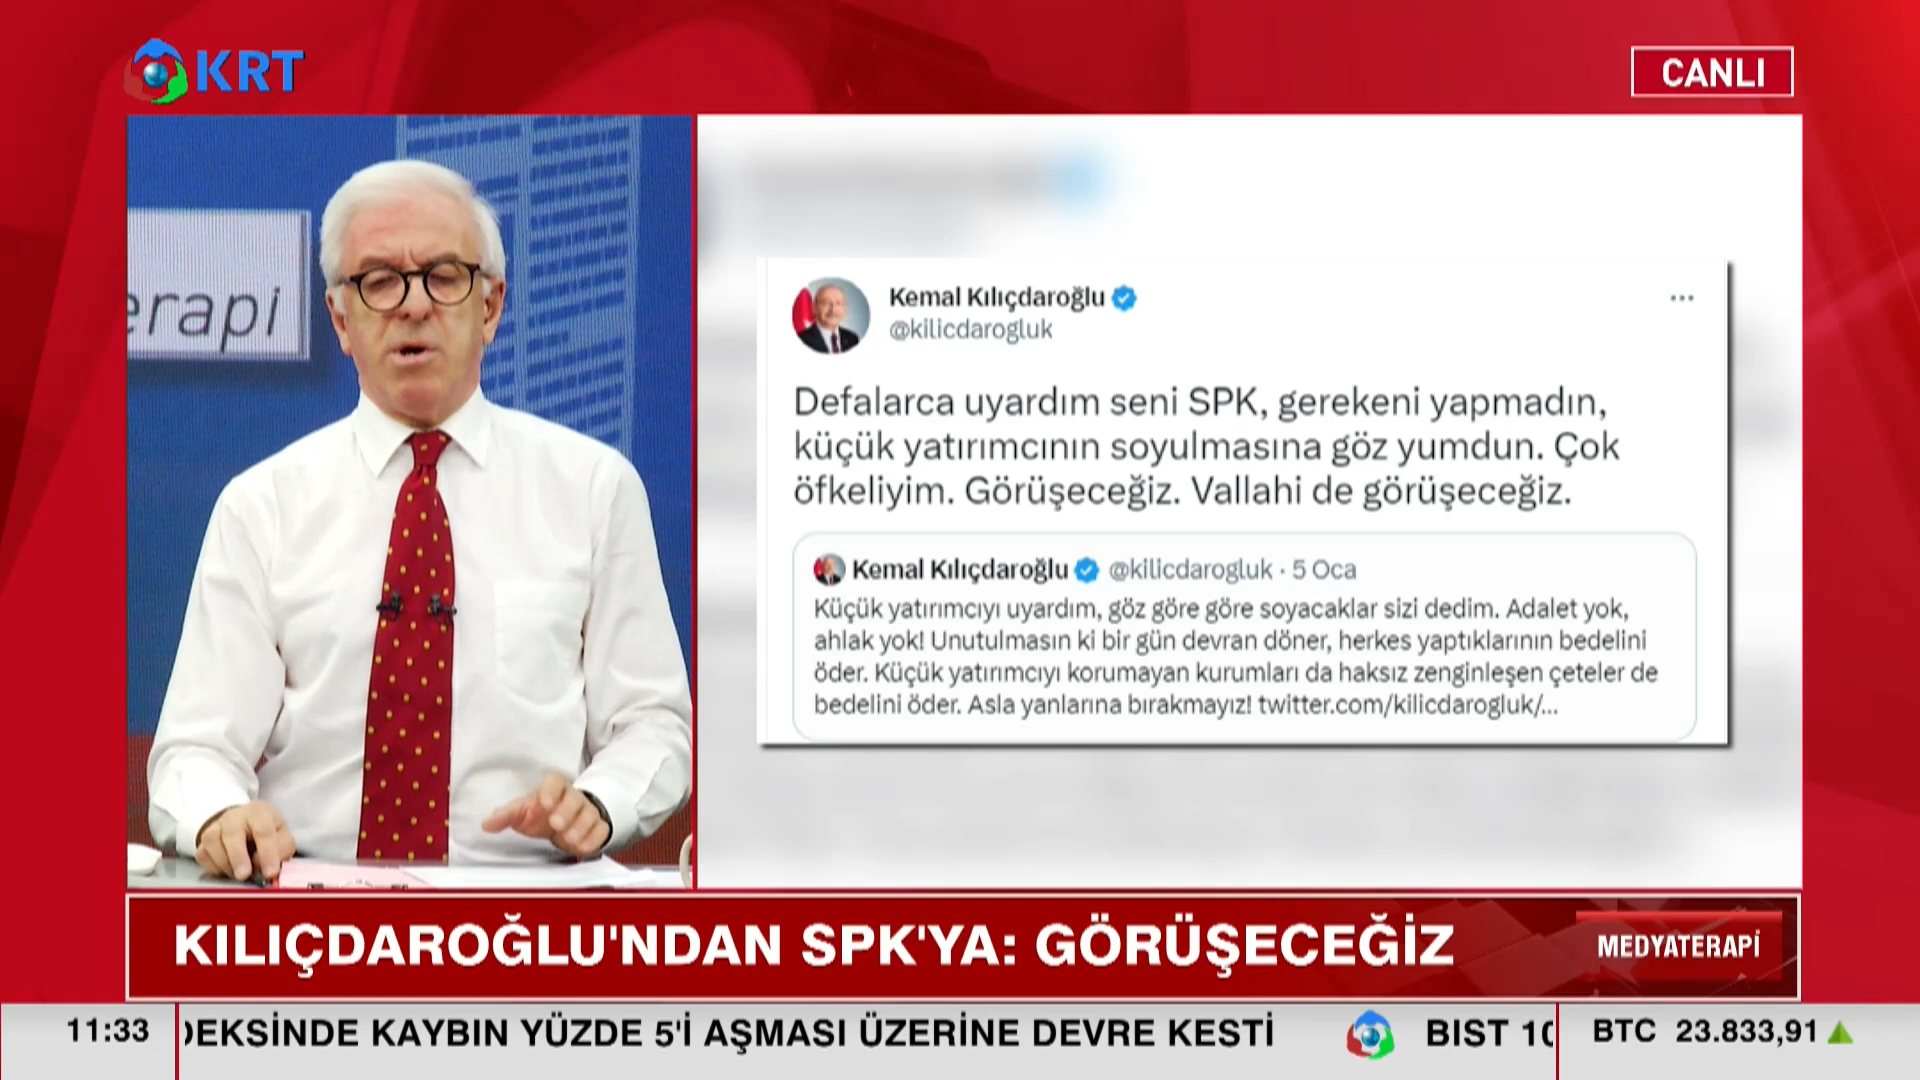 KRT
CANLI
erapi
Kemal Kılıçdaroğlu
@kilicdarogluk
Defalarca uyardım seni SPK, gerekeni yapmadın,
küçük yatırımcının soyulmasına göz yumdun. Çok
öfkeliyim. Görüşeceğiz. Vallahi de görüşeceğiz.
Kemal Kılıçdaroğlu @kilicdarogluk · 5 Oca
Küçük yatırımcıyı uyardım, göz göre göre soyacaklar sizi dedim. Adalet yok,
ahlak yok! Unutulmasın ki bir gün devran döner, herkes yaptıklarının bedelini
öder. Küçük yatırımcıyı korumayan kurumları da haksız zenginleşen çeteler de
bedelini öder. Asla yanlarına bırakmayız! twitter.com/kilicdarogluk/...
KILIÇDAROĞLU'NDAN SPK'YA: GÖRÜŞECEĞİZ
MEDYATERAPİ
11:33
DEKSİNDE KAYBIN YÜZDE 5'İ AŞMASI ÜZERİNE DEVRE KESTİ
BIST 10
BTC 23.833,91